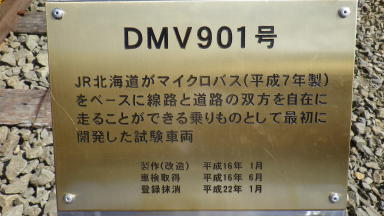 DMV901号
JR北海道がマイクロバス(平成7年製)
をベースに線路と道路の双方を自在に
走ることができる乗りものとして最初に
開発した試験車両
製作(改造) 平成16年 1月
車検取得 平成16年 6月
登録抹消 平成22年 1月